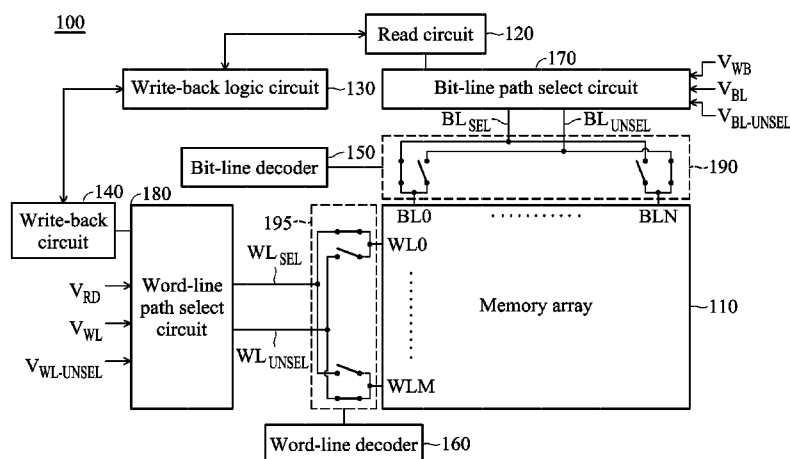 100
Read circuit
120
170
Write-back logic circuit
130
Bit-line path select circuit
V_WB
V_BL
V_BL-UNSEL
BL_SEL
BL_UNSEL
150
Bit-line decoder
190
140
180
Write-back circuit
BL0
BLN
195
WL_SEL
WL0
V_RD
V_WL
V_WL-UNSEL
Word-line path select circuit
Memory array
110
WL_UNSEL
WLM
Word-line decoder
160